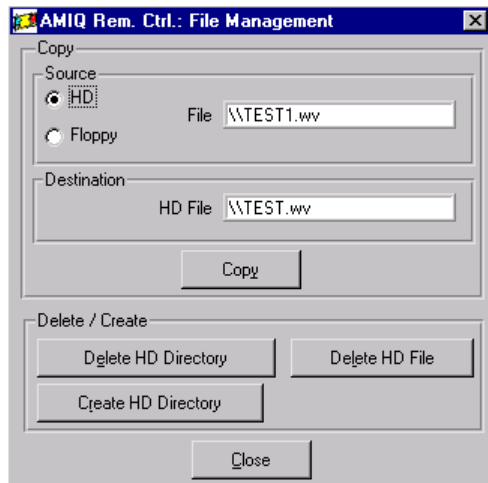 AMIQ Rem. Ctrl.: File Management
Copy
Source
HD
File \\TEST1.wv
Floppy
Destination
HD File \\TEST.wv
Copy
Delete / Create
Delete HD Directory Delete HD File
Create HD Directory
Close